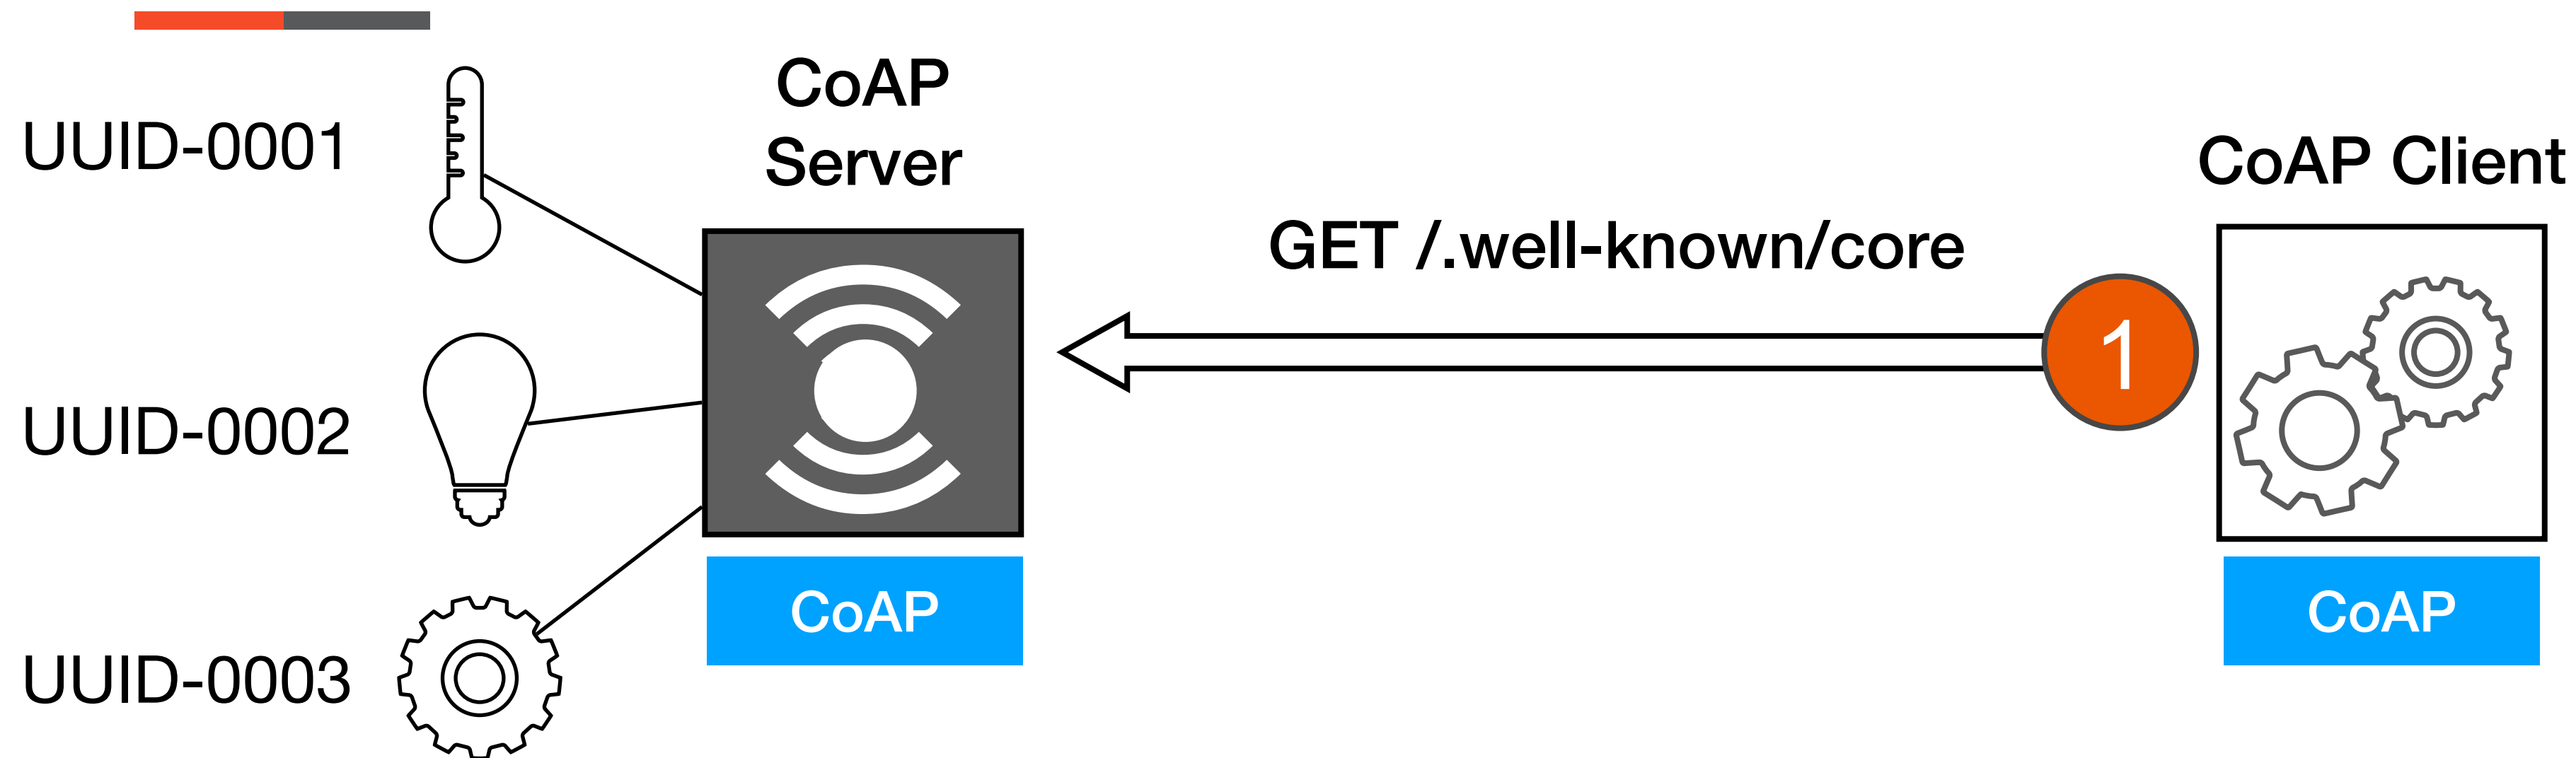 CoAP
Server
UUID-0001
CoAP Client
GET /.well-known/core
1
UUID-0002
CoAP
CoAP
UUID-0003